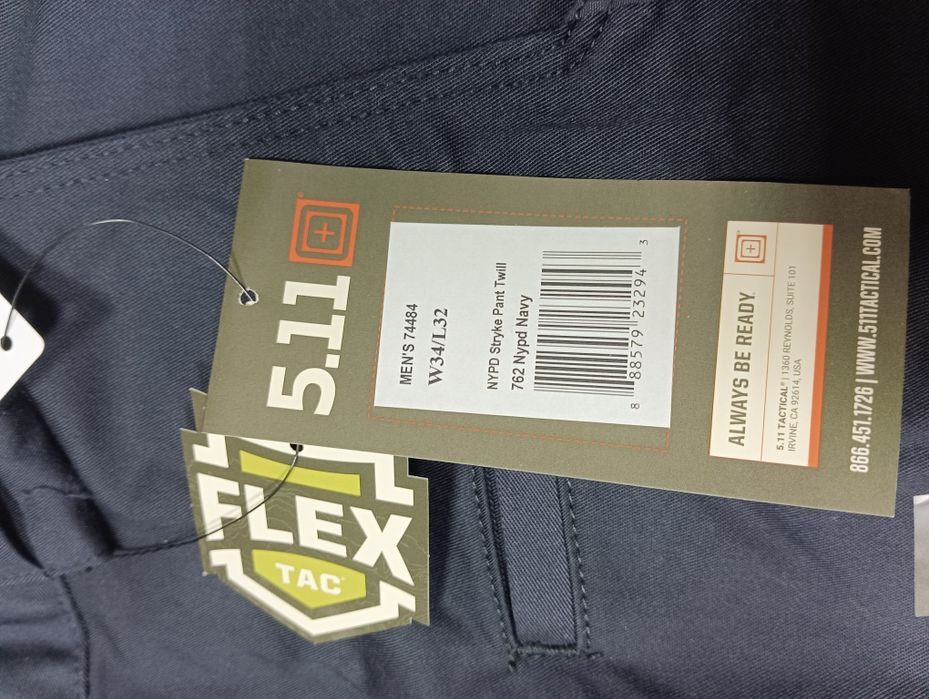 5.11
MEN'S 74484
W34/L32
NYPD Stryke Pant Twill
762 Nypd Navy
8 88579 23294 3
ALWAYS BE READY.
5.11 TACTICAL® | 1360 REYNOLDS, SUITE 101
IRVINE, CA 92614, USA
866.451.1726 | WWW.511TACTICAL.COM
FLEX
TAC